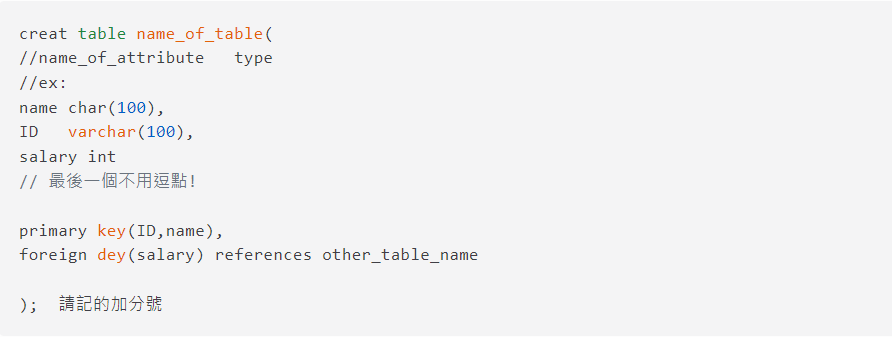 creat table name_of_table(
//name_of_attribute   type
//ex:
name char(100),
ID   varchar(100),
salary int
// 最後一個不用逗點!
primary key(ID,name),
foreign dey(salary) references other_table_name
);  請記的加分號